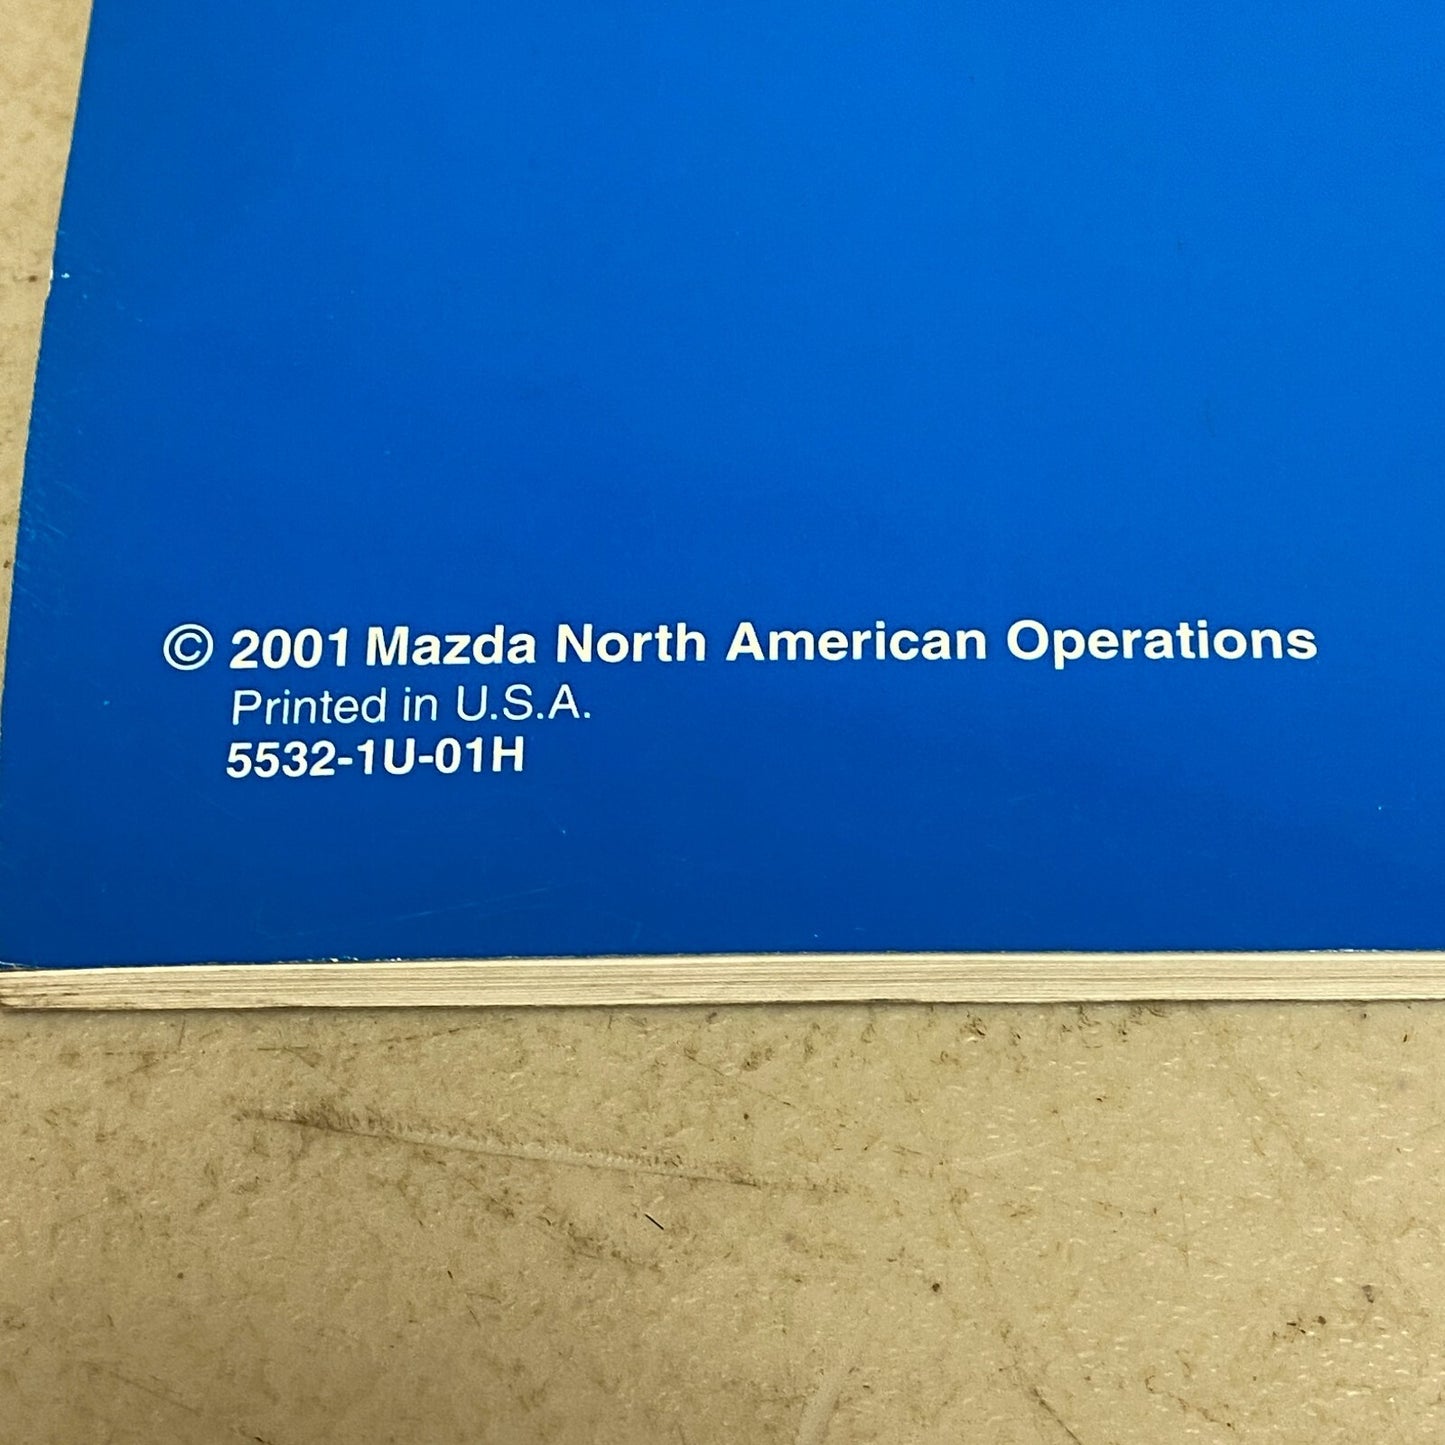 © 2001 Mazda North American Operations
Printed in U.S.A.
5532-1U-01H